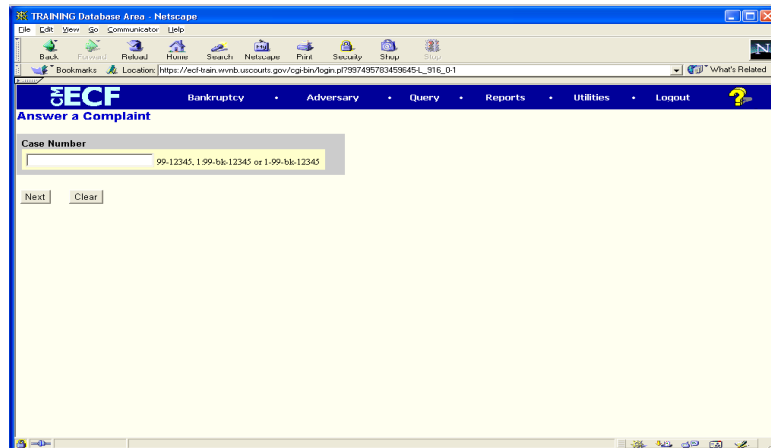 TRAINING Database Area - Netscape
File Edit View Go Communicator Help
Back Forward Reload Home Search Netscape Print Security Shop Stop
Bookmarks Location: https://ecf-train.wvnb.uscourts.gov/cgi-bin/login.pl?997495783459645-L_916_0-1 What's Related
CM ECF Bankruptcy • Adversary • Query • Reports • Utilities • Logout ?
Answer a Complaint
Case Number
99-12345, 1:99-bk-12345 or 1-99-bk-12345
Next Clear